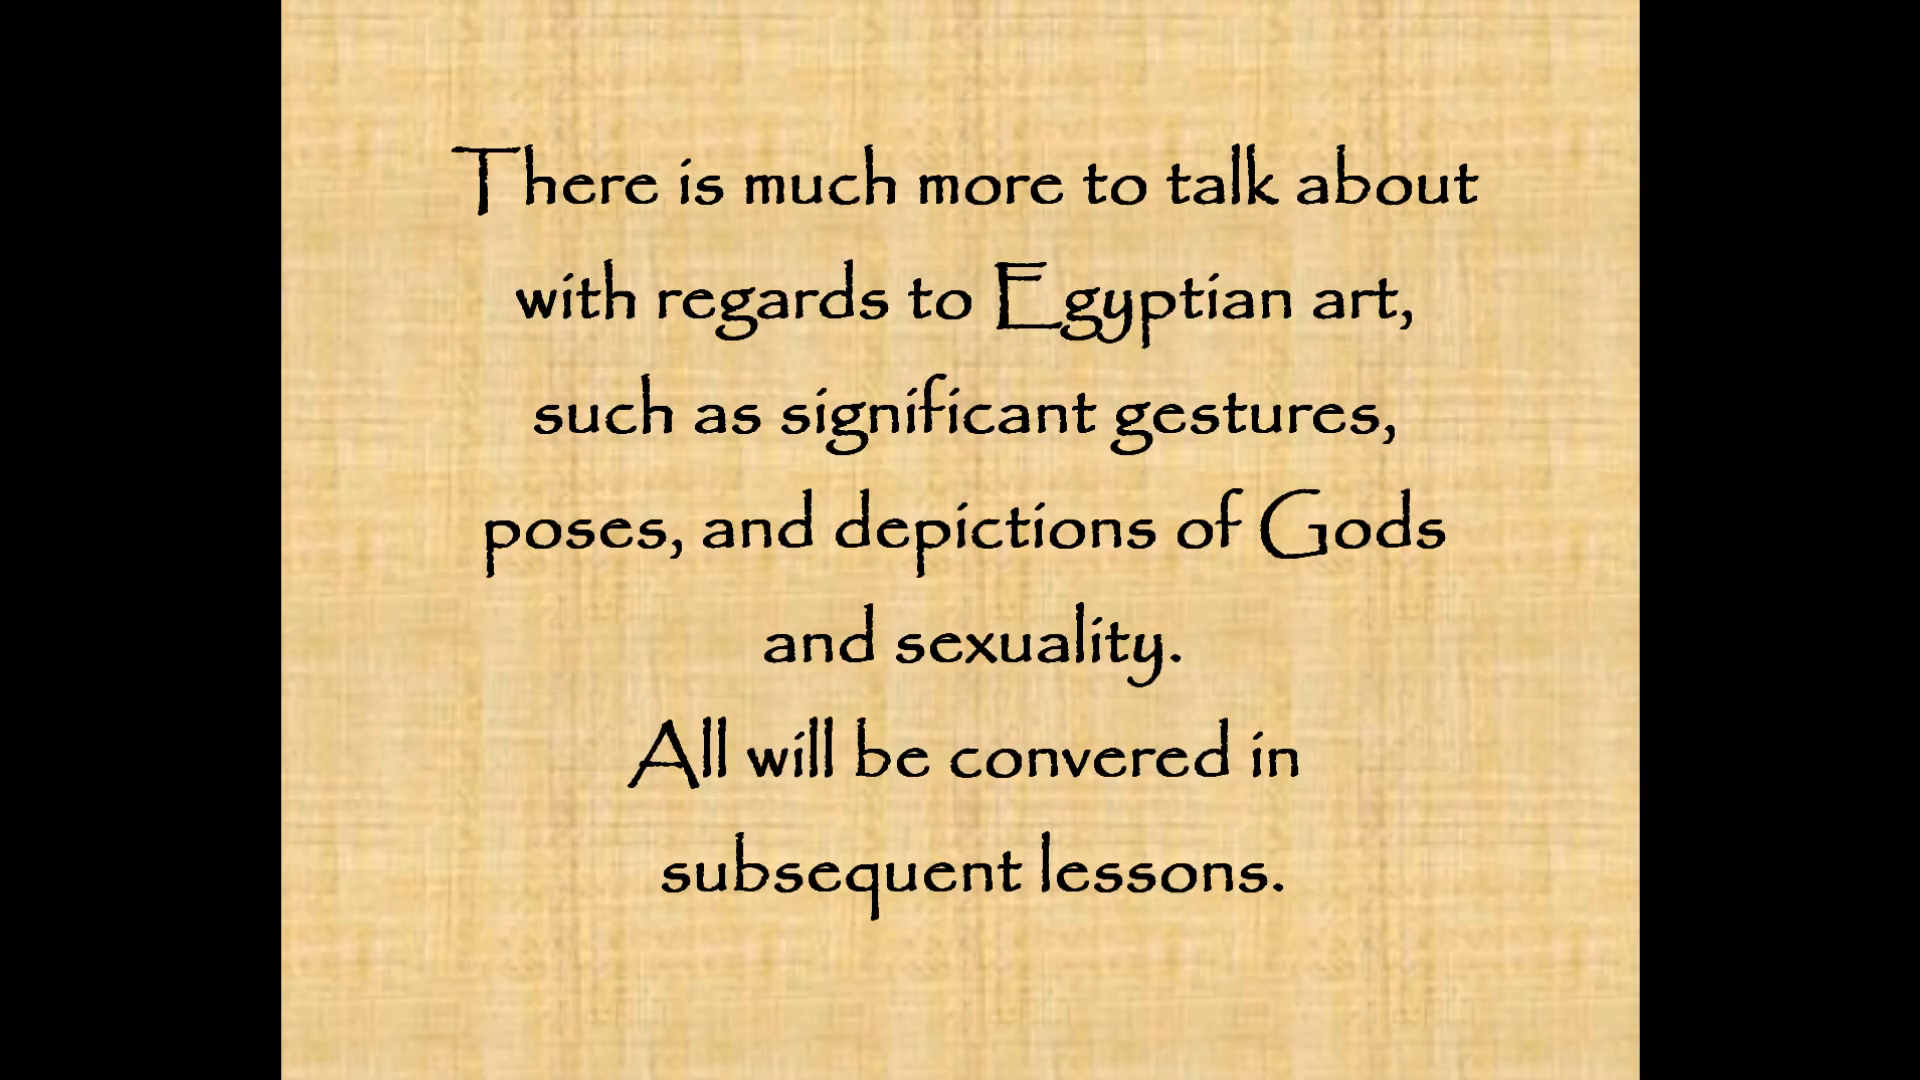 There is much more to talk about
with regards to Egyptian art,
such as significant gestures,
poses, and depictions of Gods
and sexuality.
All will be convered in
subsequent lessons.